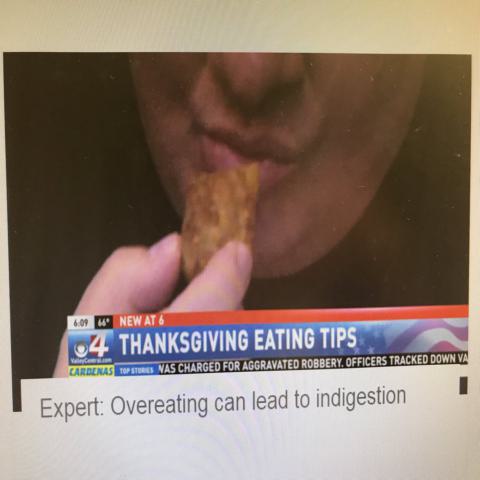 6:09 66° NEW AT 6
4 THANKSGIVING EATING TIPS
ValleyCentral.com
CARDENAS TOP STORIES WAS CHARGED FOR AGGRAVATED ROBBERY. OFFICERS TRACKED DOWN VA
Expert: Overeating can lead to indigestion